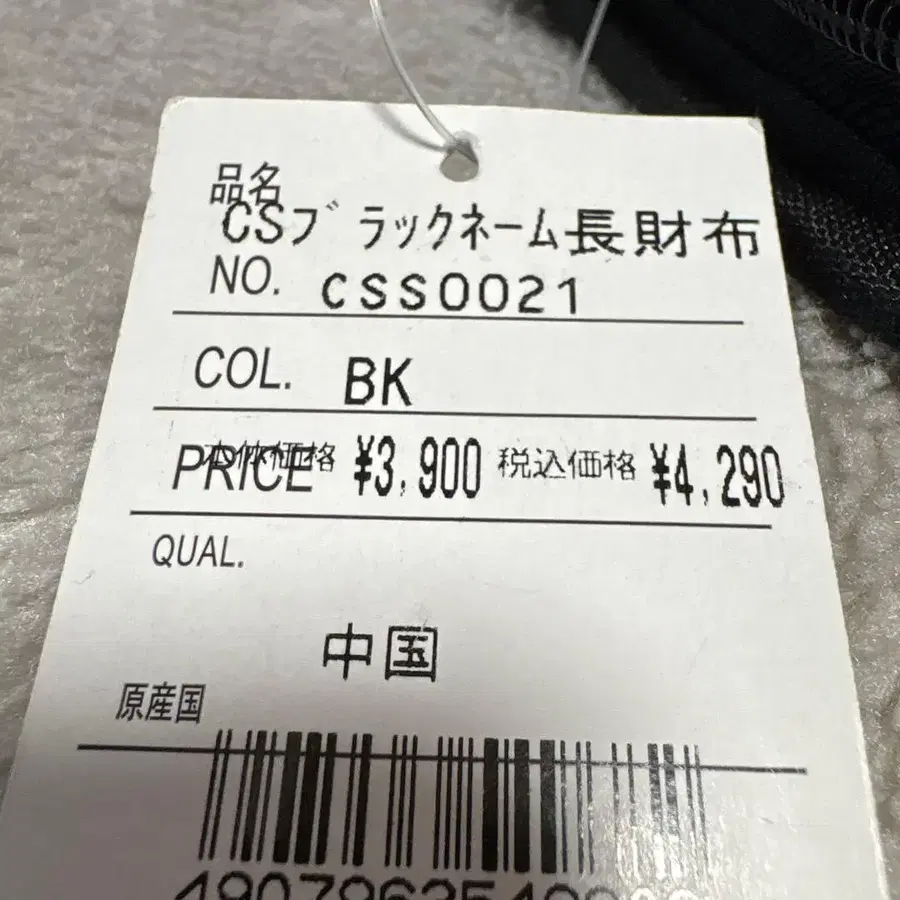 品名
CSブラックネーム長財布
NO. CSS0021
COL. BK
PRICE 本体価格 ¥3,900 税込価格 ¥4,290
QUAL.
中国
原産国